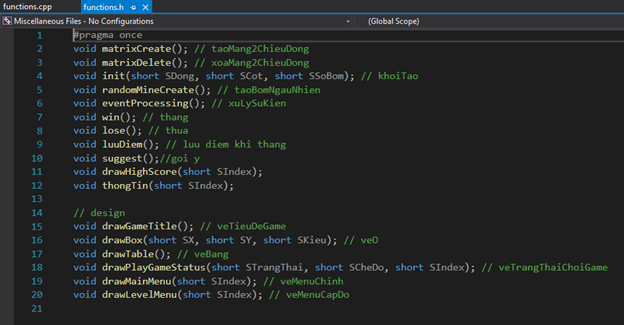 functions.cpp functions.h
Miscellaneous Files - No Configurations (Global Scope)
1 #pragma once
2 void matrixCreate(); // taoMang2ChieuDong
3 void matrixDelete(); // xoaMang2ChieuDong
4 void init(short SDong, short SCot, short SSoBom); // khoiTao
5 void randomMineCreate(); // taoBomNgauNhien
6 void eventProcessing(); // xuLySuKien
7 void win(); // thang
8 void lose(); // thua
9 void luuDiem(); // luu diem khi thang
10 void suggest();//goi y
11 void drawHighScore(short SIndex);
12 void thongTin(short SIndex);
13
14 // design
15 void drawGameTitle(); // veTieuDeGame
16 void drawBox(short SX, short SY, short SKieu); // veO
17 void drawTable(); // veBang
18 void drawPlayGameStatus(short STrangThai, short SCheDo, short SIndex); // veTrangThaiChoiGame
19 void drawMainMenu(short SIndex); // veMenuChinh
20 void drawLevelMenu(short SIndex); // veMenuCapDo
21